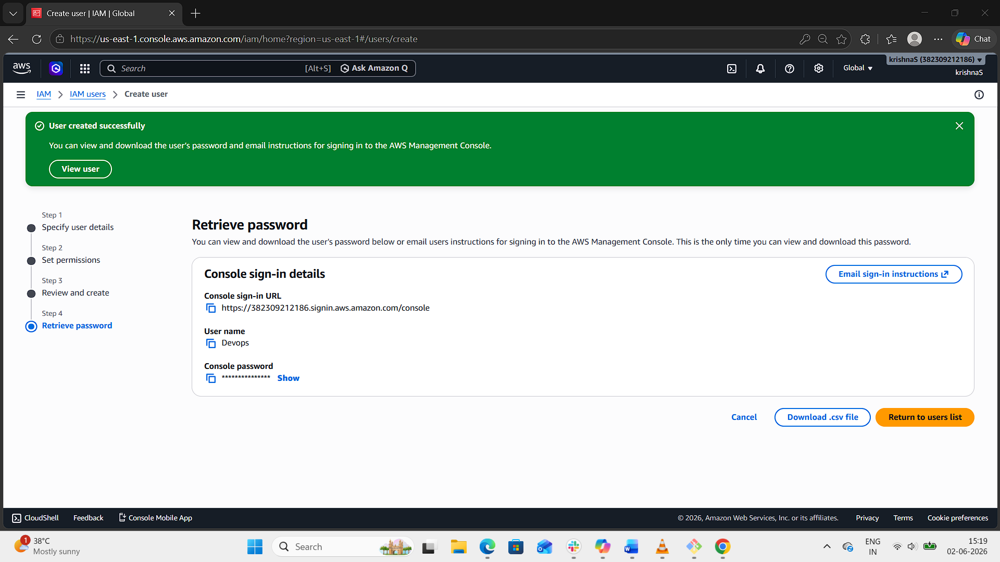 Create user | IAM | Global
https://us-east-1.console.aws.amazon.com/iam/home?region=us-east-1#/users/create
Chat
aws
Search
[Alt+S]
Ask Amazon Q
Global
krishnaS (382309212186)
krishnaS
IAM
IAM users
Create user
User created successfully
You can view and download the user's password and email instructions for signing in to the AWS Management Console.
View user
Step 1
Specify user details
Step 2
Set permissions
Step 3
Review and create
Step 4
Retrieve password
Retrieve password
You can view and download the user's password below or email users instructions for signing in to the AWS Management Console. This is the only time you can view and download this password.
Console sign-in details
Email sign-in instructions
Console sign-in URL
https://382309212186.signin.aws.amazon.com/console
User name
Devops
Console password
*************** Show
Cancel
Download .csv file
Return to users list
CloudShell
Feedback
Console Mobile App
© 2026, Amazon Web Services, Inc. or its affiliates.
Privacy
Terms
Cookie preferences
1
38°C
Mostly sunny
Search
ENG
IN
15:19
02-06-2026